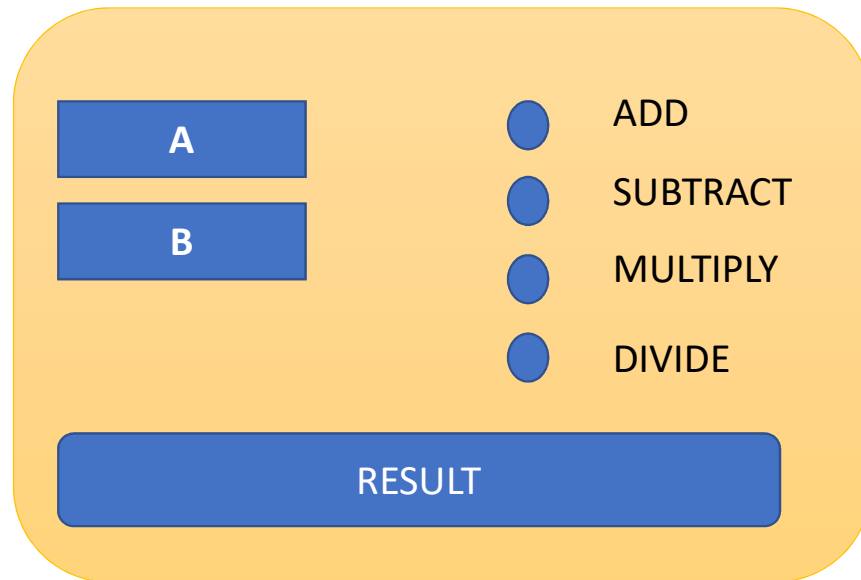 A
B
ADD
SUBTRACT
MULTIPLY
DIVIDE
RESULT